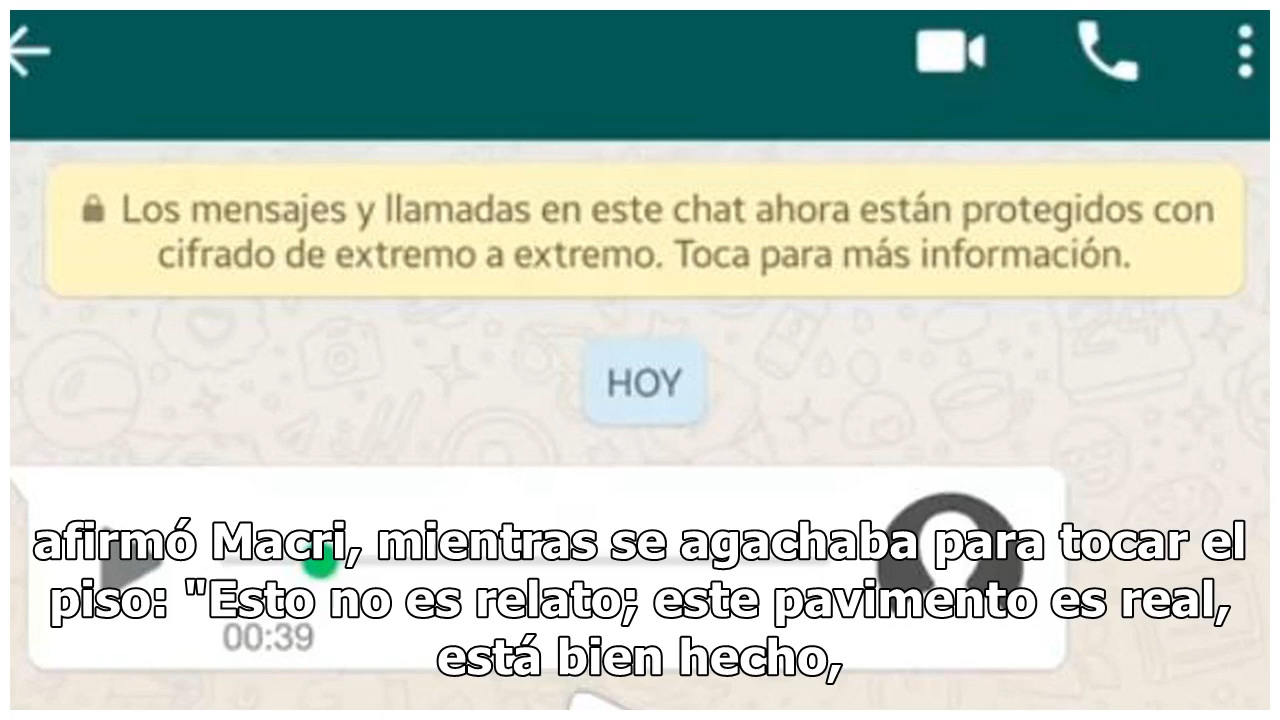 Los mensajes y llamadas en este chat ahora están protegidos con
cifrado de extremo a extremo. Toca para más información.
HOY
afirmó Macri, mientras se agachaba para tocar el
piso: "Esto no es relato; este pavimento es real,
00:39
está bien hecho,